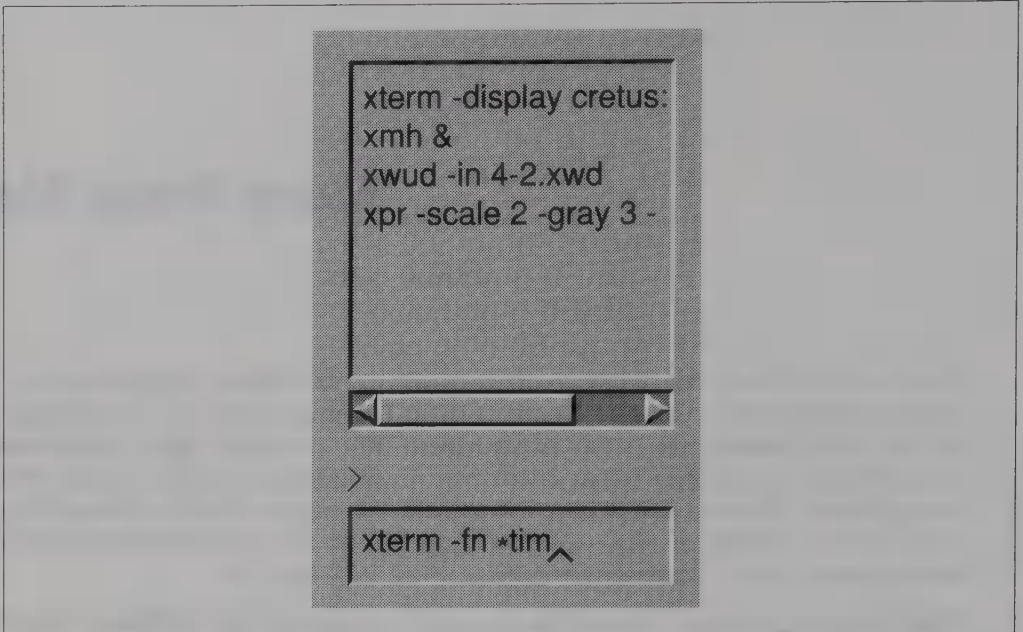 xterm -display cretus:
xmh &
xwud -in 4-2.xwd
xpr -scale 2 -gray 3 -
>
xterm -fn *tim